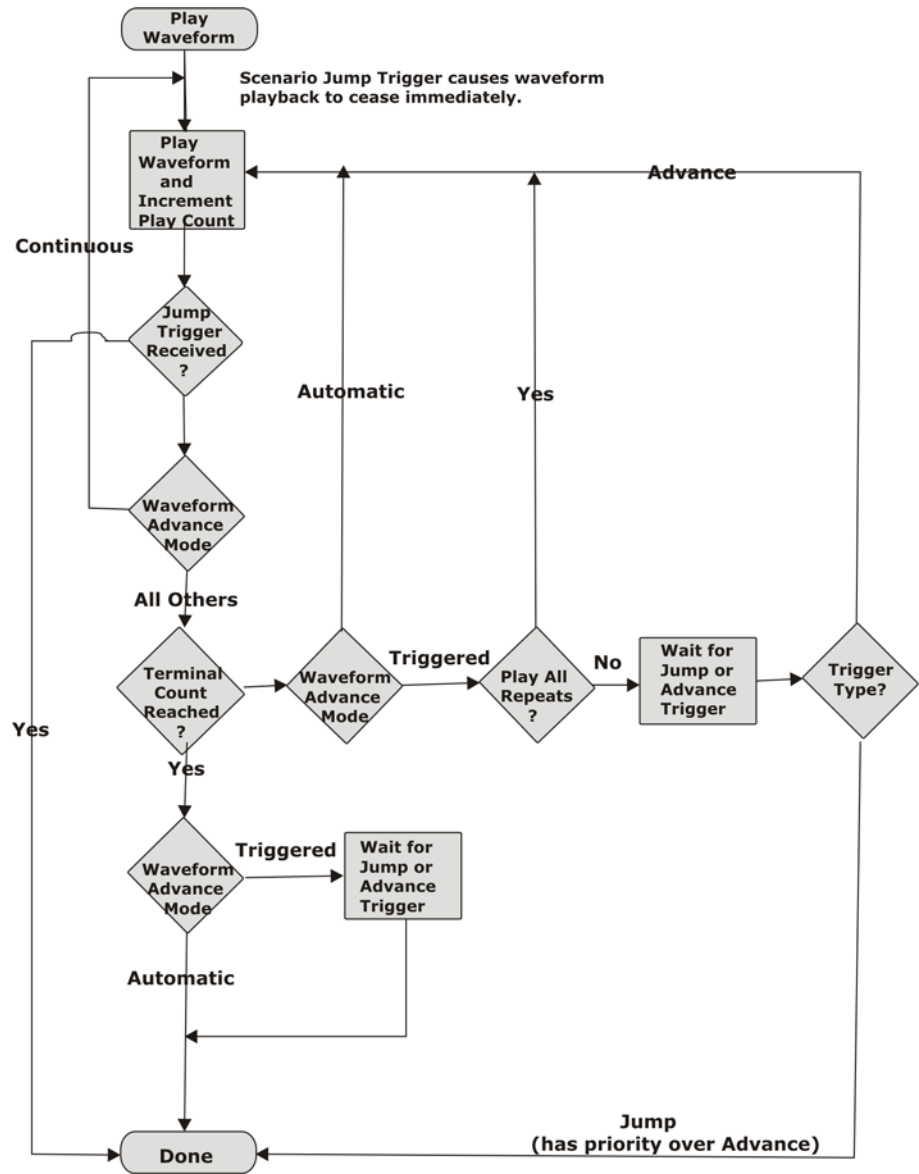 Play
Waveform
Scenario Jump Trigger causes waveform
playback to cease immediately.
Play
Waveform
and
Increment
Play Count
Advance
Continuous
Jump
Trigger
Received
?
Automatic
Yes
Waveform
Advance
Mode
All Others
Terminal
Count
Reached
?
Waveform
Advance
Mode
Triggered
Play All
Repeats
?
No
Wait for
Jump or
Advance
Trigger
Trigger
Type?
Yes
Yes
Waveform
Advance
Mode
Triggered
Wait for
Jump or
Advance
Trigger
Automatic
Jump
(has priority over Advance)
Done